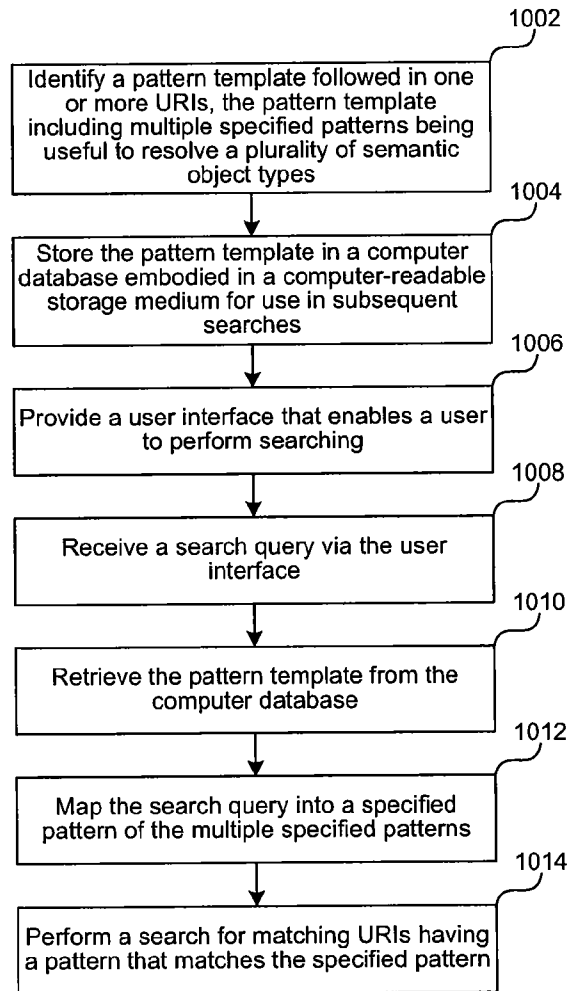 1002
Identify a pattern template followed in one
or more URIs, the pattern template
including multiple specified patterns being
useful to resolve a plurality of semantic
object types
1004
Store the pattern template in a computer
database embodied in a computer-readable
storage medium for use in subsequent
searches
1006
Provide a user interface that enables a user
to perform searching
1008
Receive a search query via the user
interface
1010
Retrieve the pattern template from the
computer database
1012
Map the search query into a specified
pattern of the multiple specified patterns
1014
Perform a search for matching URIs having
a pattern that matches the specified pattern